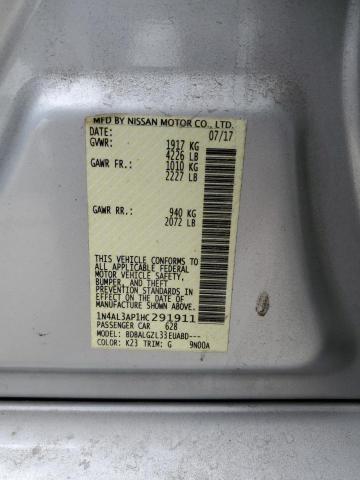 MFD BY NISSAN MOTOR CO., LTD.
DATE: 07/17
GVWR: 1917 KG
4226 LB
GAWR FR.: 1010 KG
2227 LB
GAWR RR.: 940 KG
2072 LB
THIS VEHICLE CONFORMS TO ALL
APPLICABLE FEDERAL MOTOR
VEHICLE SAFETY,
BUMPER, AND THEFT
PREVENTION STANDARDS
IN EFFECT ON THE DATE OF
MANUFACTURE SHOWN ABOVE.
1N4AL3AP1HC291911
PASSENGER CAR 628
MODEL: BDBALGZL33EUABD---
COLOR: K23 TRIM: G 9N00A